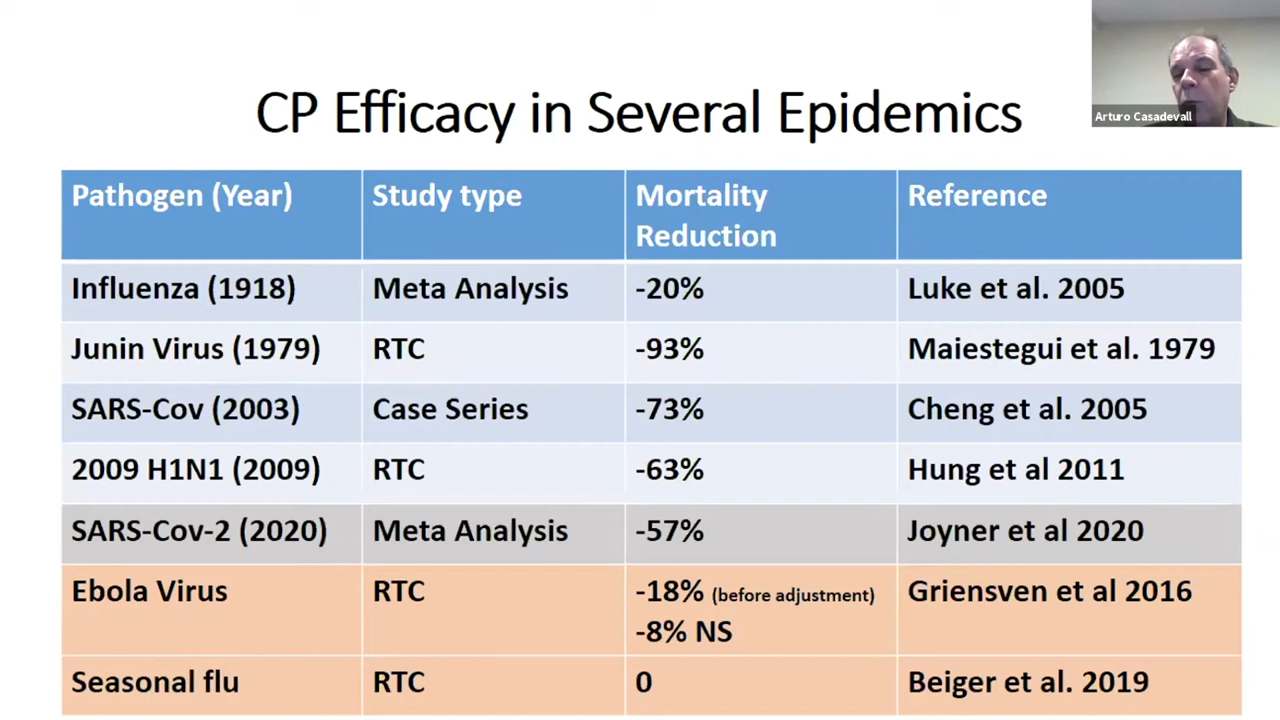 Arturo Casadevall
CP Efficacy in Several Epidemics
Pathogen (Year) Study type Mortality Reduction Reference
Influenza (1918) Meta Analysis -20% Luke et al. 2005
Junin Virus (1979) RTC -93% Maiestegui et al. 1979
SARS-Cov (2003) Case Series -73% Cheng et al. 2005
2009 H1N1 (2009) RTC -63% Hung et al 2011
SARS-Cov-2 (2020) Meta Analysis -57% Joyner et al 2020
Ebola Virus RTC -18% (before adjustment) Griensven et al 2016
-8% NS
Seasonal flu RTC 0 Beiger et al. 2019